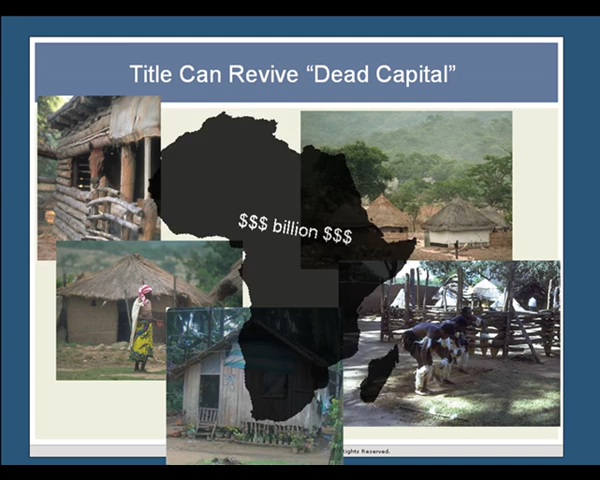 Title Can Revive “Dead Capital”
$$$ billion $$$
Rights Reserved.